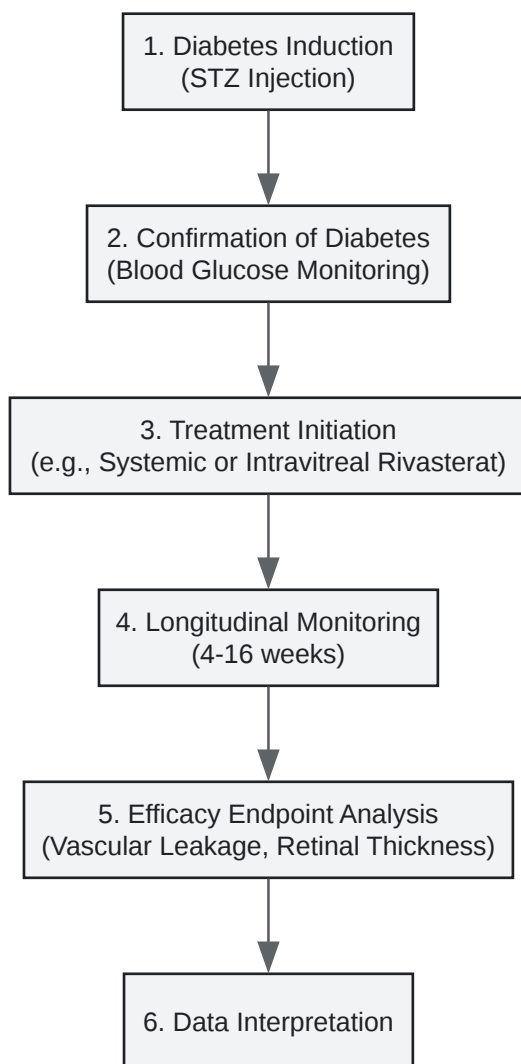 1. Diabetes Induction
(STZ Injection)
2. Confirmation of Diabetes
(Blood Glucose Monitoring)
3. Treatment Initiation
(e.g., Systemic or Intravitreal Rivasterat)
4. Longitudinal Monitoring
(4-16 weeks)
5. Efficacy Endpoint Analysis
(Vascular Leakage, Retinal Thickness)
6. Data Interpretation